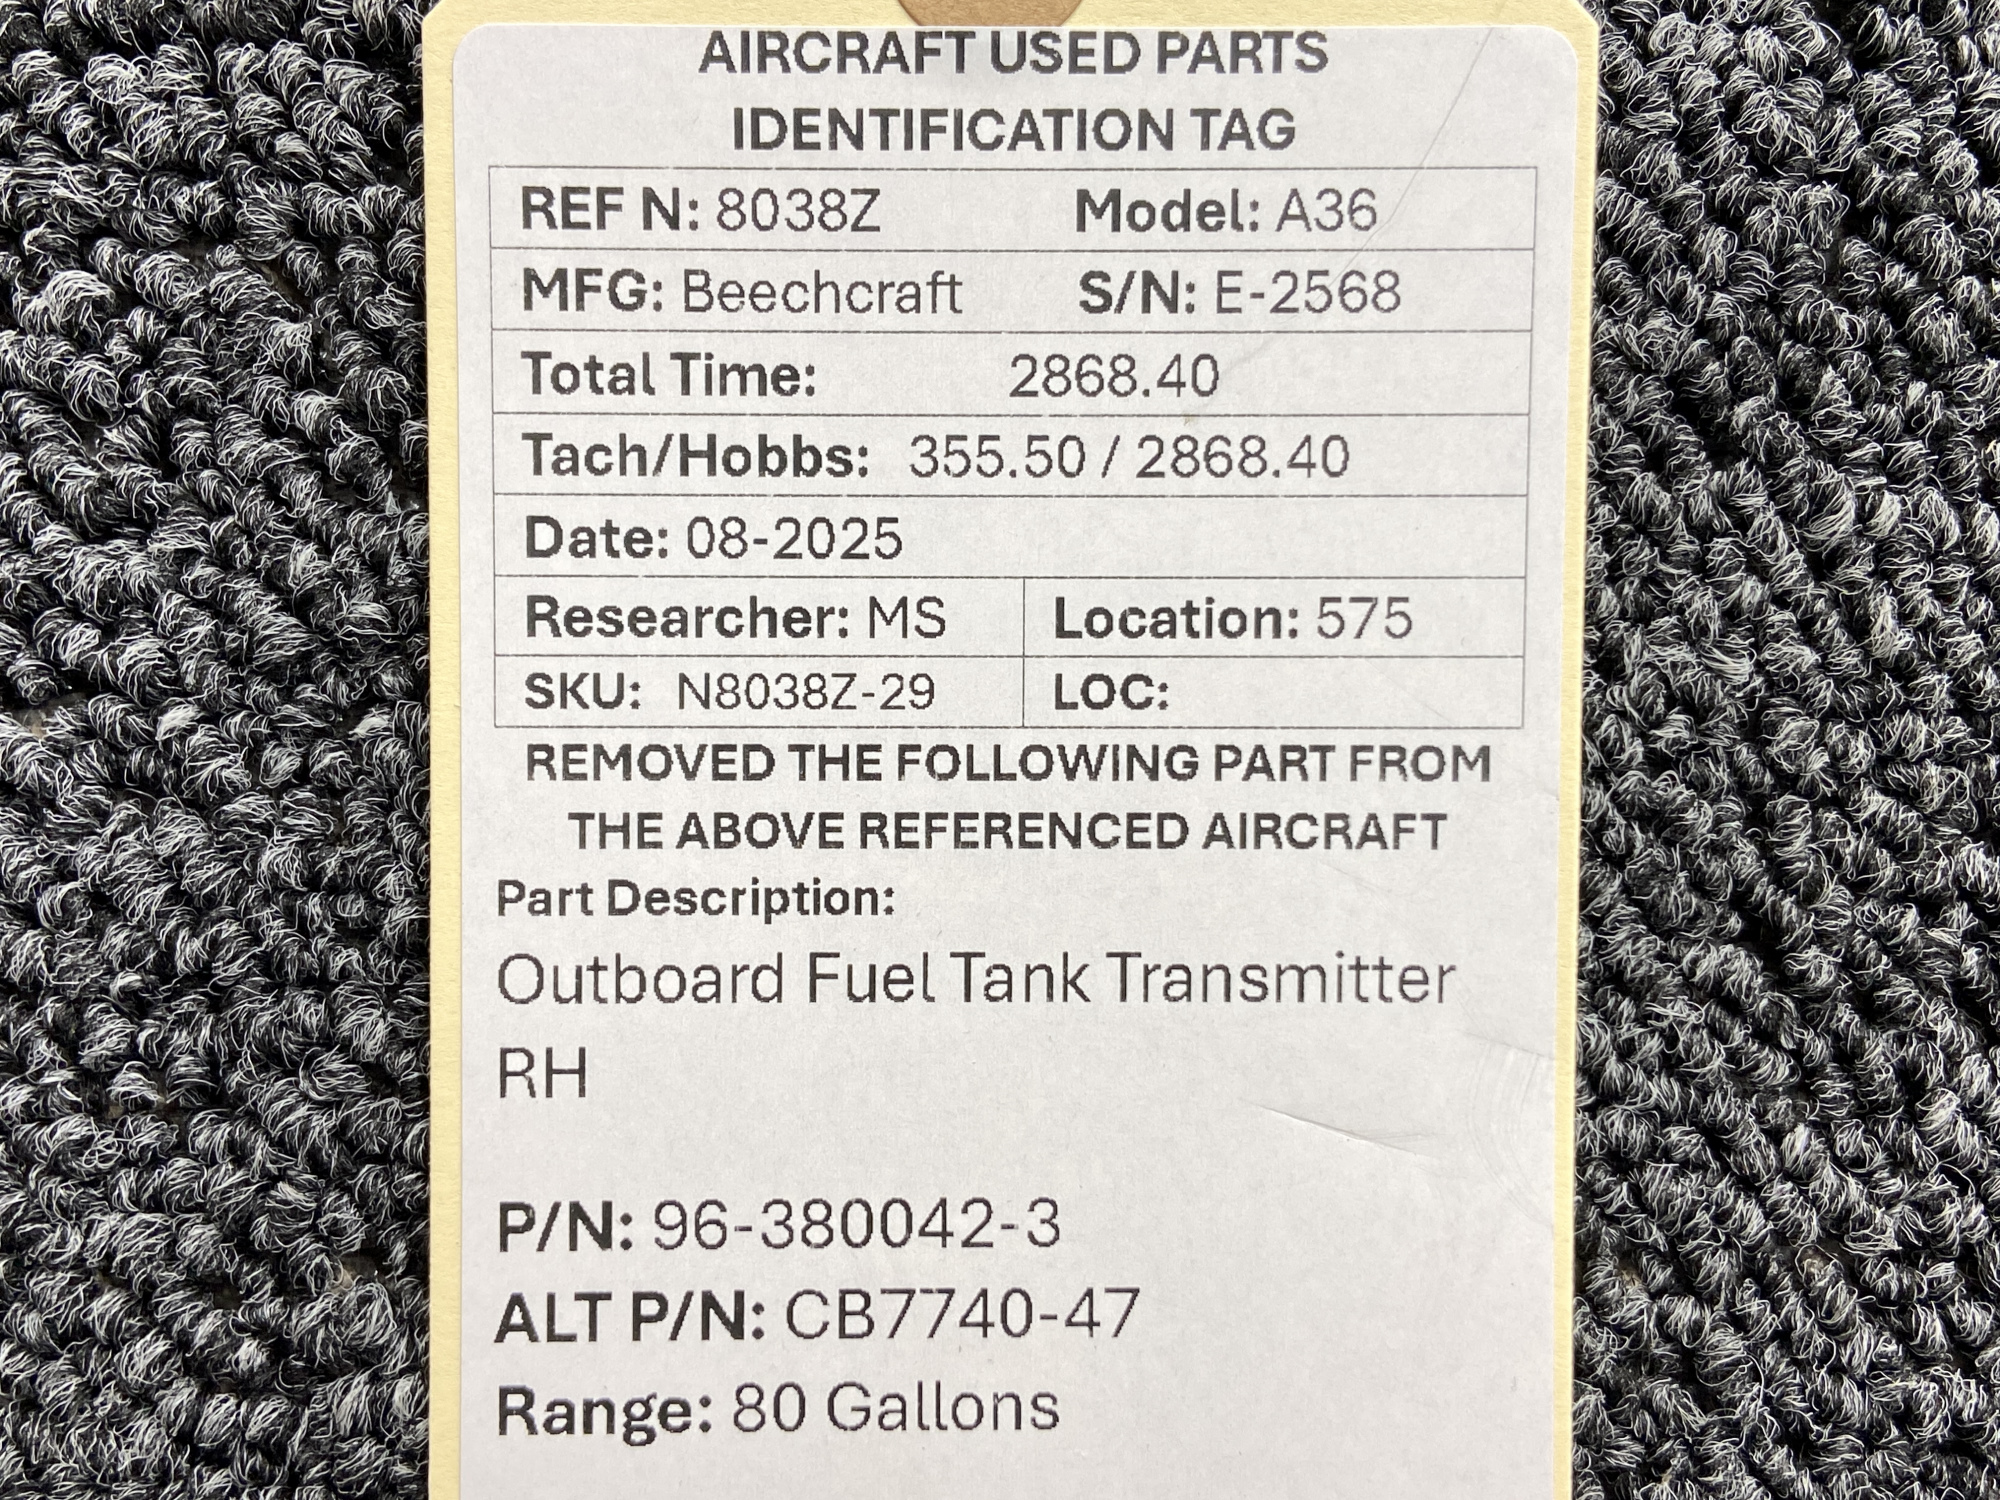 AIRCRAFT USED PARTS
IDENTIFICATION TAG
REF N: 8038Z Model: A36
MFG: Beechcraft S/N: E-2568
Total Time: 2868.40
Tach/Hobbs: 355.50 / 2868.40
Date: 08-2025
Researcher: MS Location: 575
SKU: N8038Z-29 LOC:
REMOVED THE FOLLOWING PART FROM
THE ABOVE REFERENCED AIRCRAFT
Part Description:
Outboard Fuel Tank Transmitter
RH
P/N: 96-380042-3
ALT P/N: CB7740-47
Range: 80 Gallons